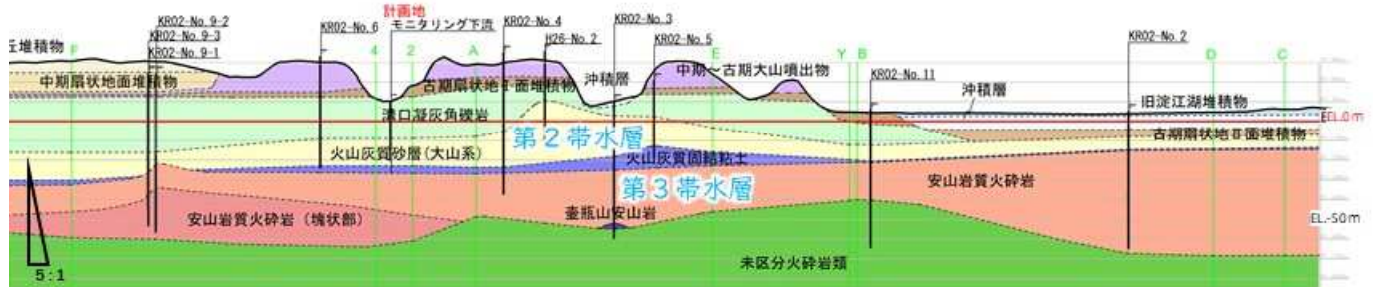 計画地
KR02-No.9-2
KR02-No.9-3
KR02-No.9-1
KR02-No.6
モニタリング下流
KR02-No.4
H26-No.2
KR02-No.3
KR02-No.5
KR02-No.11
KR02-No.2
丘堆積物
F
4
2
A
E
Y
B
D
C
中期扇状地面堆積物
古期扇状地Ⅰ面堆積物
沖積層
中期～古期大山噴出物
沖積層
旧淀江湖堆積物
溝口凝灰角礫岩
EL.0m
第2帯水層
古期扇状地Ⅱ面堆積物
火山灰質砂層(大山系)
火山灰質固結粘土
第3帯水層
安山岩質火砕岩
安山岩質火砕岩(塊状部)
壷瓶山安山岩
EL.-50m
未区分火砕岩類
5:1